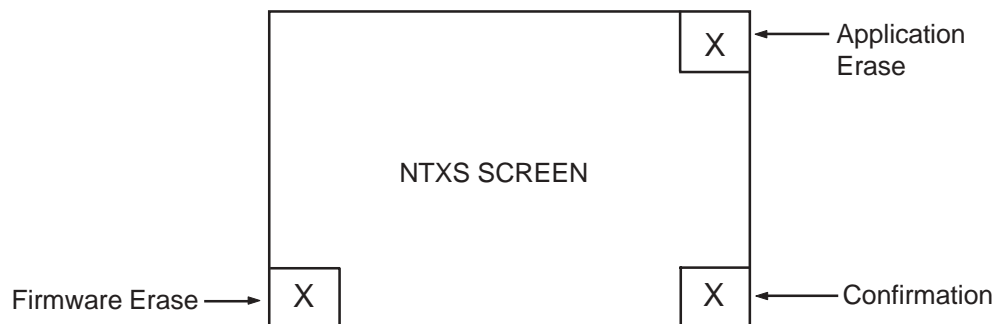 X
Application
Erase
NTXS SCREEN
Firmware Erase
X
X
Confirmation